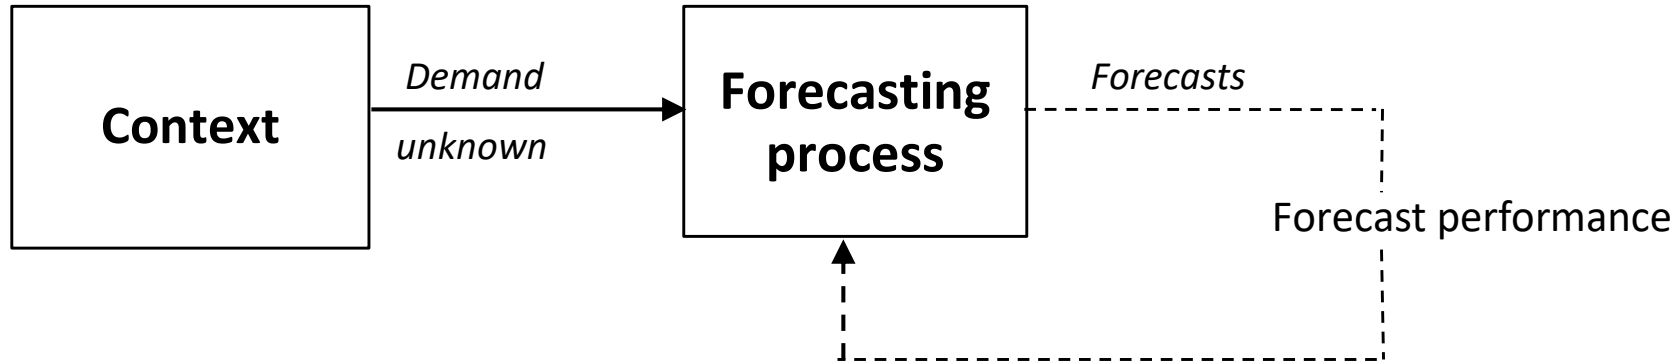 Context
Demand
unknown
Forecasting
process
Forecasts
Forecast performance